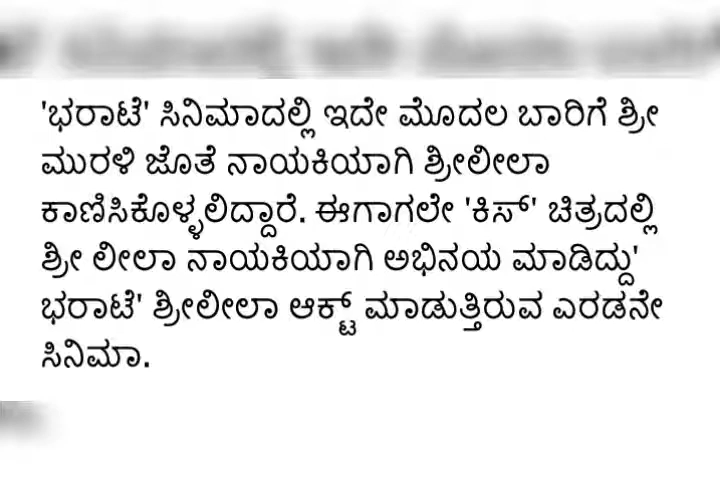 'ಭರಾಟೆ' ಸಿನಿಮಾದಲ್ಲಿ ಇದೇ ಮೊದಲ ಬಾರಿಗೆ ಶ್ರೀ
ಮುರಳಿ ಜೊತೆ ನಾಯಕಿಯಾಗಿ ಶ್ರೀಲೀಲಾ
ಕಾಣಿಸಿಕೊಳ್ಳಲಿದ್ದಾರೆ. ಈಗಾಗಲೇ 'ಕಿಸ್' ಚಿತ್ರದಲ್ಲಿ
ಶ್ರೀ ಲೀಲಾ ನಾಯಕಿಯಾಗಿ ಅಭಿನಯ ಮಾಡಿದ್ದು'
ಭರಾಟೆ' ಶ್ರೀಲೀಲಾ ಆಕ್ಟ್ ಮಾಡುತ್ತಿರುವ ಎರಡನೇ
ಸಿನಿಮಾ.